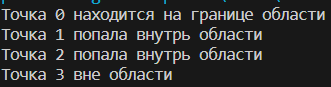 Точка 0 находится на границе области
Точка 1 попала внутрь области
Точка 2 попала внутрь области
Точка 3 вне области